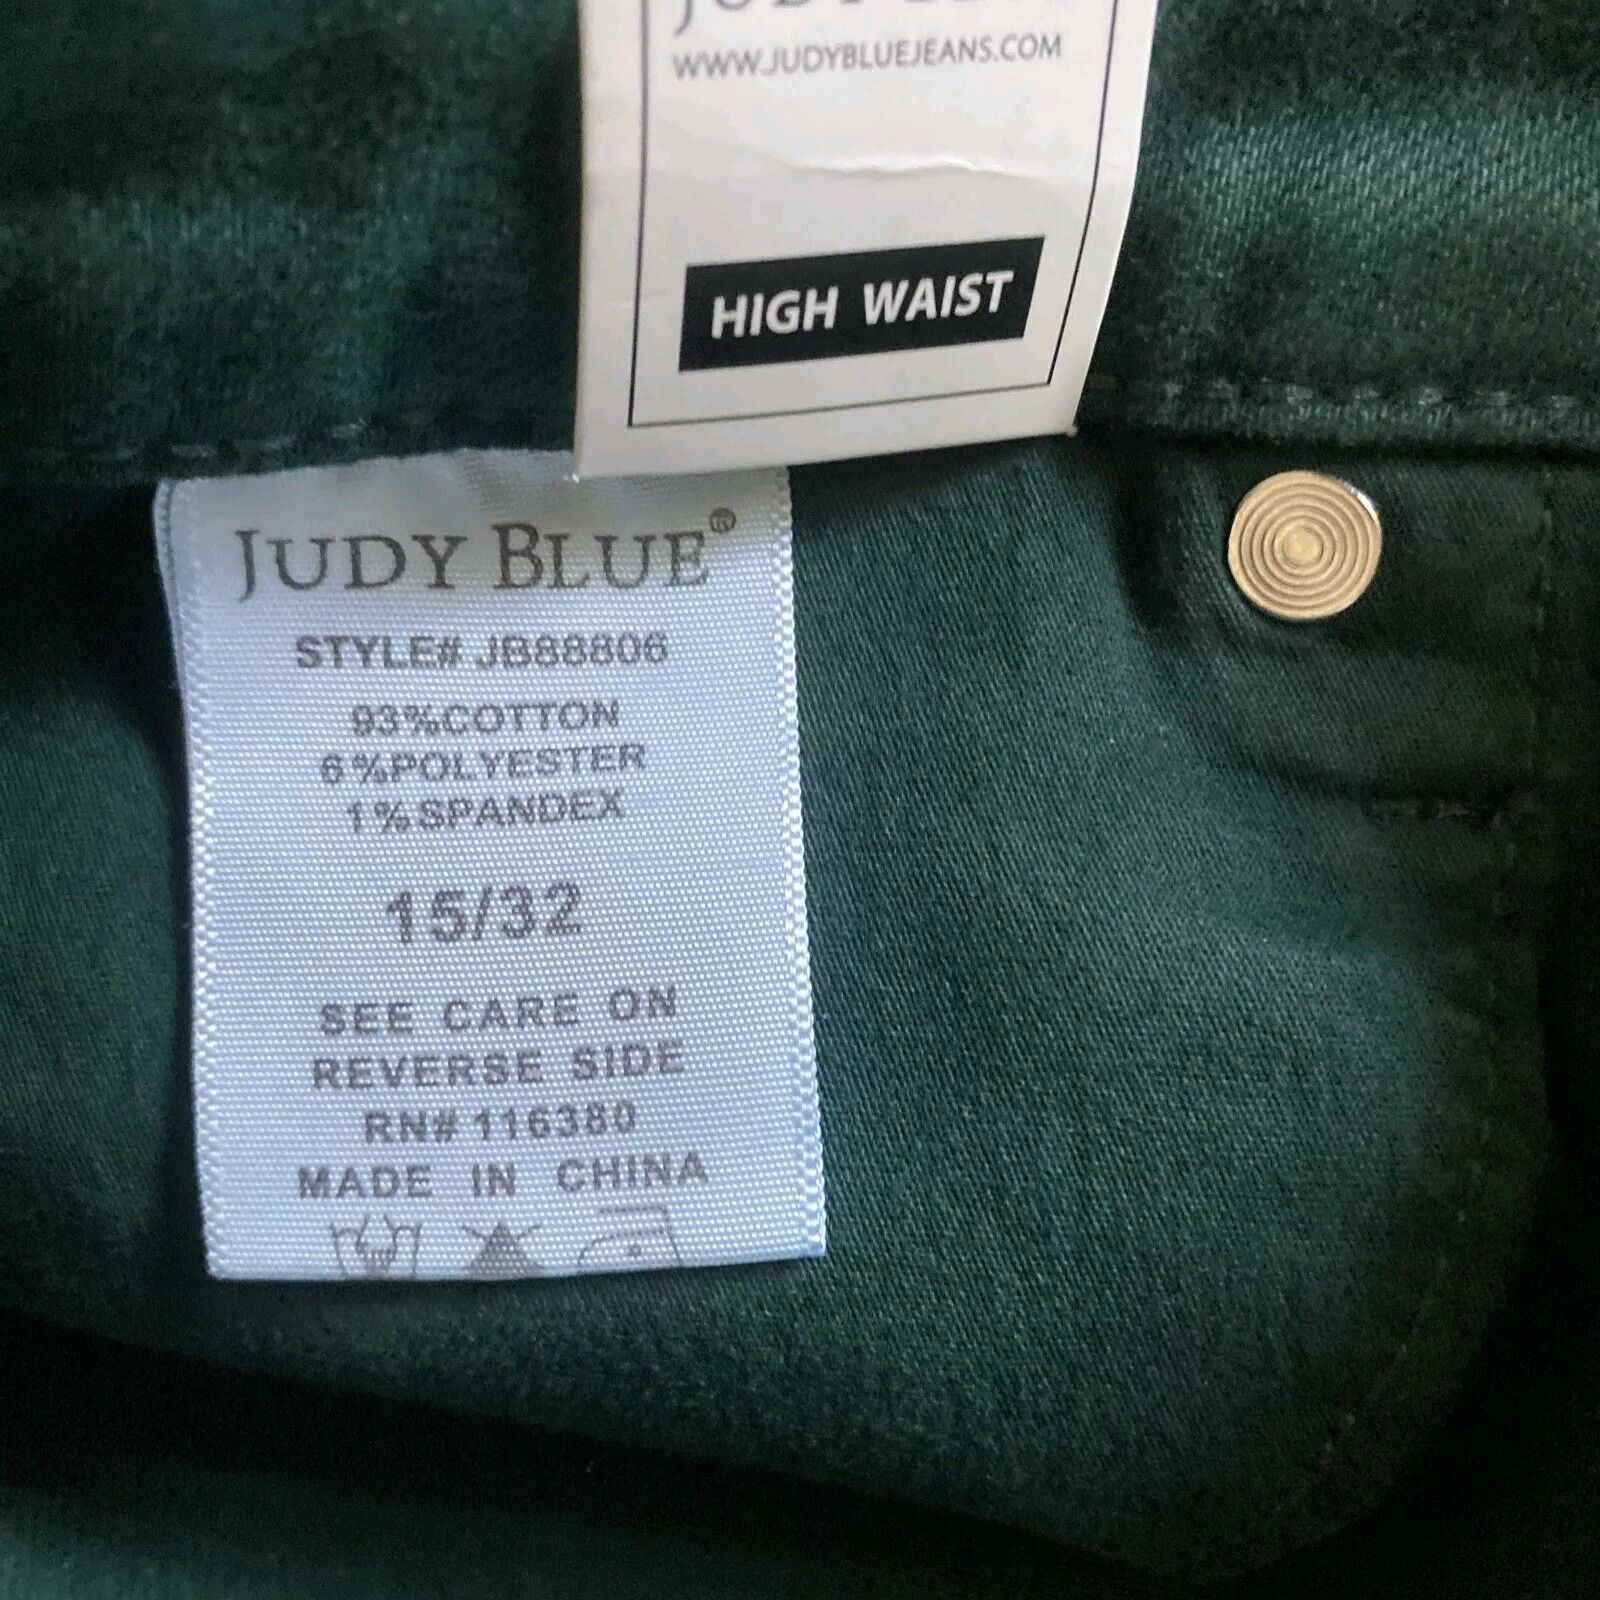 WWW.JUDYBLUEJEANS.COM
HIGH WAIST
JUDY BLUE®
STYLE# JB88806
93%COTTON
6%POLYESTER
1%SPANDEX
15/32
SEE CARE ON
REVERSE SIDE
RN# 116380
MADE IN CHINA